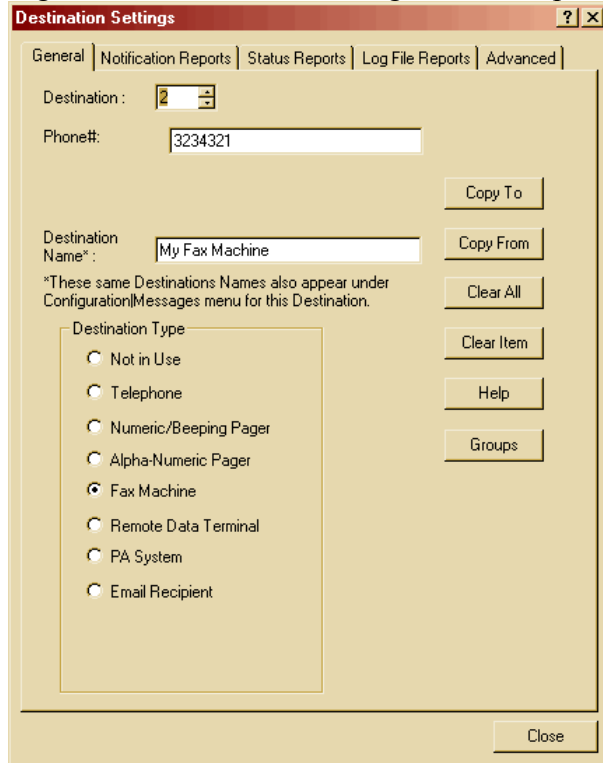 Destination Settings
? ×
General Notification Reports Status Reports Log File Reports Advanced
Destination : 2
Phone#: 3234321
Copy To
Destination
Name* : My Fax Machine
Copy From
*These same Destinations Names also appear under
Configuration|Messages menu for this Destination.
Clear All
Destination Type
Clear Item
Not in Use
Telephone
Help
Numeric/Beeping Pager
Groups
Alpha-Numeric Pager
Fax Machine
Remote Data Terminal
PA System
Email Recipient
Close